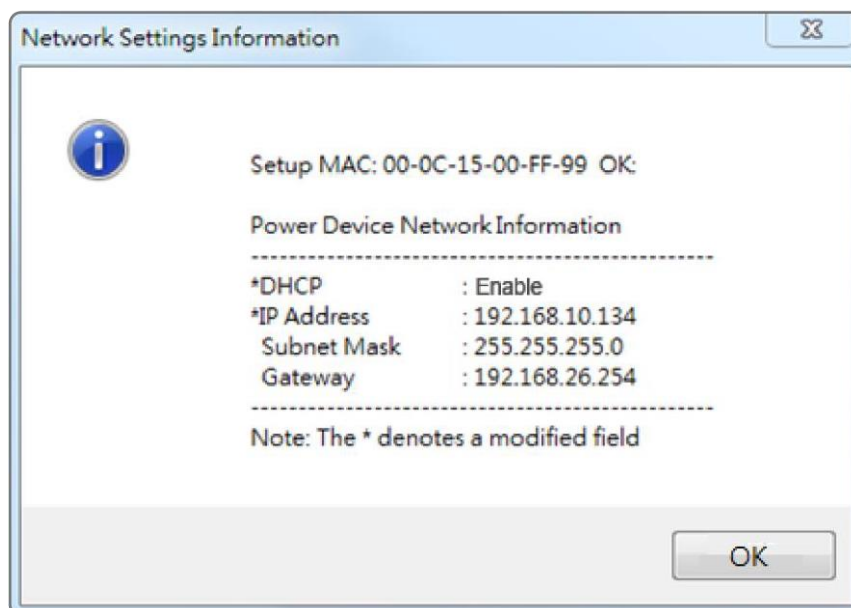 Network Settings Information
Setup MAC: 00-0C-15-00-FF-99 OK:
Power Device Network Information
------------------------------------------------
*DHCP : Enable
*IP Address : 192.168.10.134
Subnet Mask : 255.255.255.0
Gateway : 192.168.26.254
------------------------------------------------
Note: The * denotes a modified field
OK